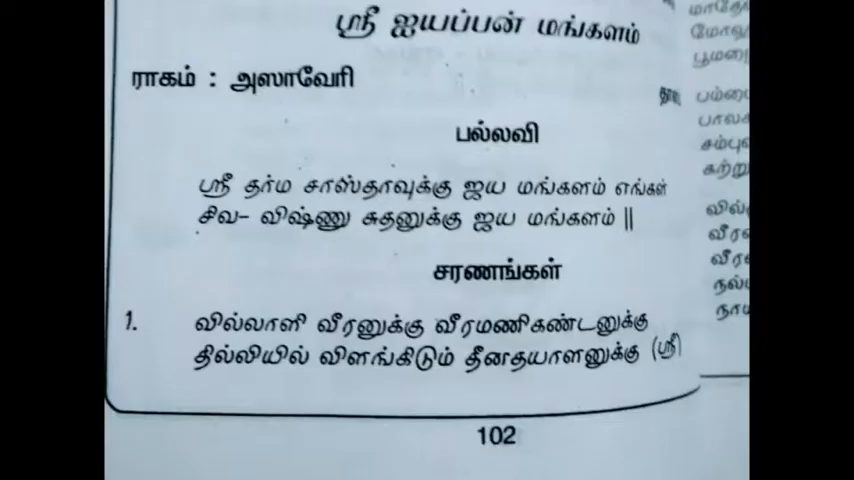 ஸ்ரீ ஐயப்பன் மங்களம்
ராகம் : அஸாவேரி
பல்லவி
ஸ்ரீ தர்ம சாஸ்தாவுக்கு ஜய மங்களம் எங்கள்
சிவ- விஷ்ணு சுதனுக்கு ஜய மங்களம் ||
சரணங்கள்
1. வில்லாளி வீரனுக்கு வீரமணிகண்டனுக்கு
தில்லியில் விளங்கிடும் தீனதயாளனுக்கு (ஸ்ரீ)
102